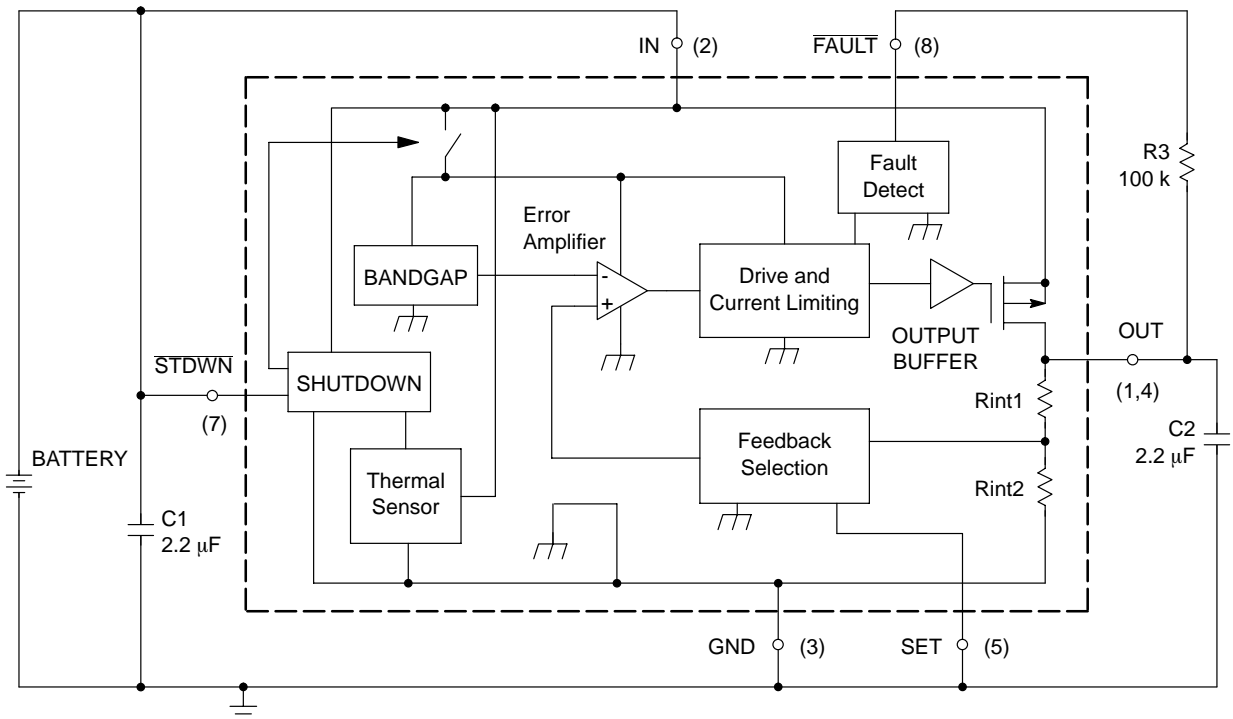 IN (2)
FAULT (8)
R3
100 k
Fault
Detect
Error
Amplifier
BANDGAP
-
+
Drive and
Current Limiting
OUTPUT
BUFFER
OUT
(1,4)
STDWN
(7)
SHUTDOWN
Rint1
Feedback
Selection
C2
2.2 µF
BATTERY
Thermal
Sensor
Rint2
C1
2.2 µF
GND (3)
SET (5)